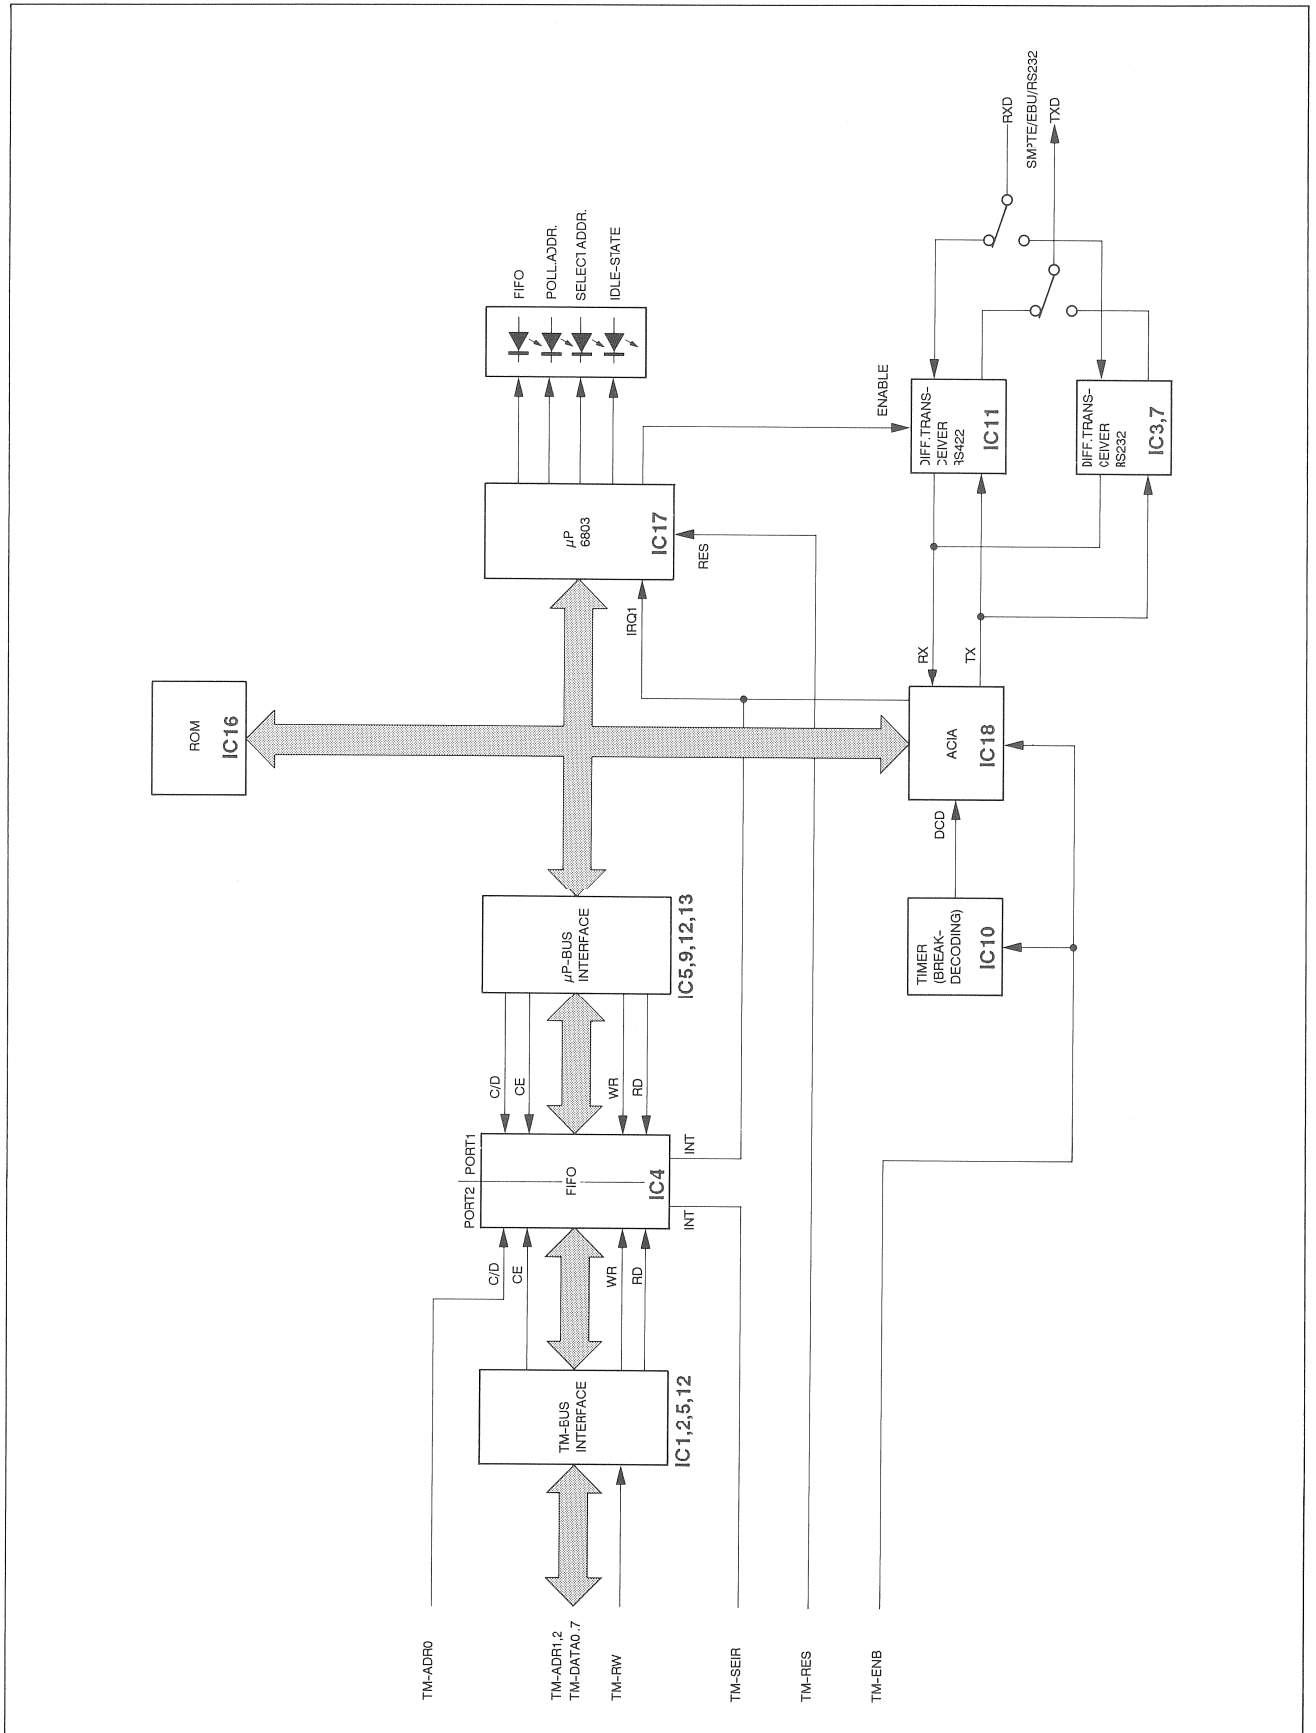 ROM
IC16
FIFO
POLL.ADDR.
SELECT ADDR.
IDLE-STATE
µP
6803
IC17
IRQ1
RES
ENABLE
RXD
SMPTE/EBU/RS232
TXD
DIFF.TRANS-
CEIVER
RS422
IC11
DIFF.TRANS-
CEIVER
RS232
IC3,7
RX
TX
ACIA
IC18
DCD
TIMER
(BREAK-
DECODING)
IC10
µP-BUS
INTERFACE
IC5,9,12,13
C/D
CE
WR
RD
PORT2
PORT1
FIFO
IC4
INT
INT
C/D
CE
WR
RD
TM-BUS
INTERFACE
IC1,2,5,12
TM-ADR0
TM-ADR1,2
TM-DATA0..7
TM-RW
TM-SEIR
TM-RES
TM-ENB